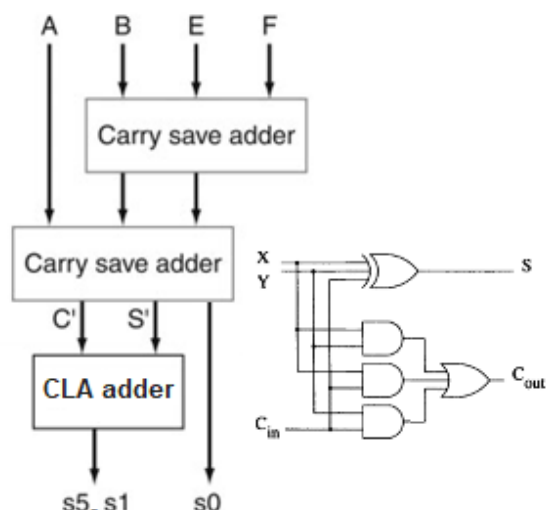 A B E F
Carry save adder
Carry save adder
C' S'
CLA adder
s5, s1 s0
X
Y
S
C_out
C_in